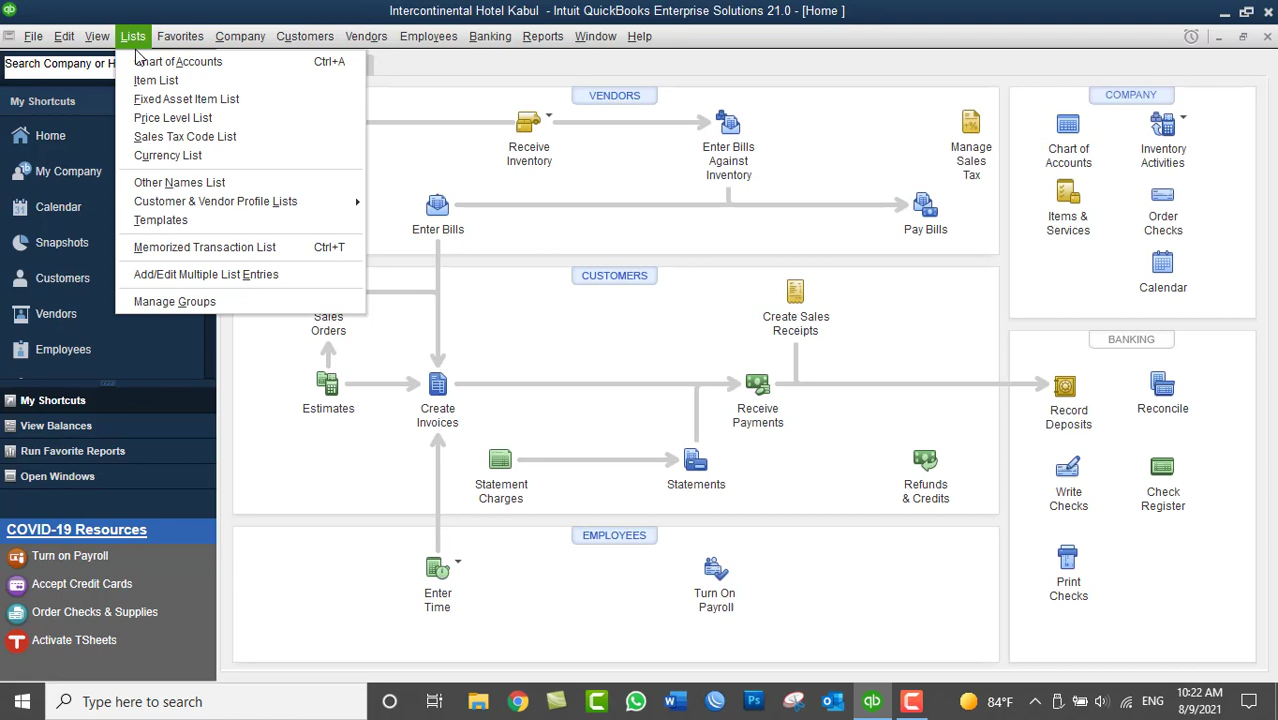 Intercontinental Hotel Kabul - Intuit QuickBooks Enterprise Solutions 21.0 - [Home ]
File Edit View Lists Favorites Company Customers Vendors Employees Banking Reports Window Help
Search Company or H
Chart of Accounts Ctrl+A
Item List
Fixed Asset Item List
Price Level List
Sales Tax Code List
Currency List
Other Names List
Customer & Vendor Profile Lists
Templates
Memorized Transaction List Ctrl+T
Add/Edit Multiple List Entries
Manage Groups
My Shortcuts
Home
My Company
Calendar
Snapshots
Customers
Vendors
Employees
My Shortcuts
View Balances
Run Favorite Reports
Open Windows
COVID-19 Resources
Turn on Payroll
Accept Credit Cards
Order Checks & Supplies
Activate TSheets
VENDORS
Receive
Inventory
Enter Bills
Against
Inventory
Manage
Sales
Tax
Enter Bills
Pay Bills
CUSTOMERS
Sales
Orders
Create Sales
Receipts
Estimates
Create
Invoices
Receive
Payments
Statement
Charges
Statements
Refunds
& Credits
EMPLOYEES
Enter
Time
Turn On
Payroll
COMPANY
Chart of
Accounts
Inventory
Activities
Items &
Services
Order
Checks
Calendar
BANKING
Record
Deposits
Reconcile
Write
Checks
Check
Register
Print
Checks
Type here to search
84°F
ENG
10:22 AM
8/9/2021